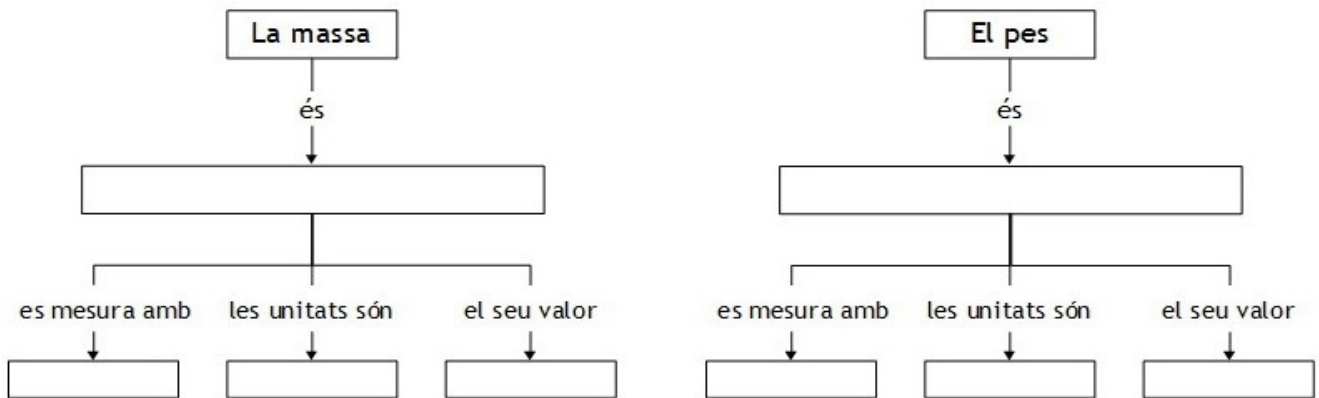 La massa
és
es mesura amb
les unitats són
el seu valor
El pes
és
es mesura amb
les unitats són
el seu valor